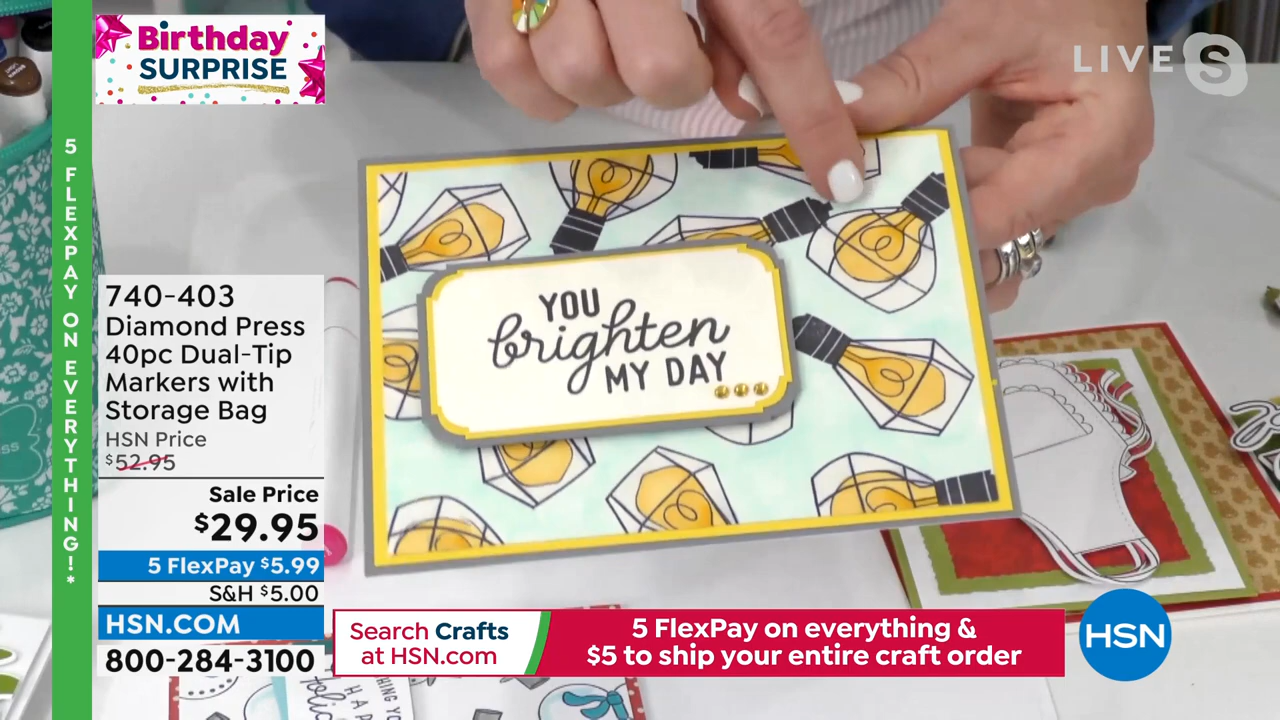 Birthday
SURPRISE
LIVE S
5 FLEXPAY ON EVERYTHING!*
YOU
brighten
MY DAY
740-403
Diamond Press
40pc Dual-Tip
Markers with
Storage Bag
HSN Price
$52.95
Sale Price
$29.95
5 FlexPay $5.99
S&H $5.00
HSN.COM
800-284-3100
Search Crafts
at HSN.com
5 FlexPay on everything &
$5 to ship your entire craft order
HSN